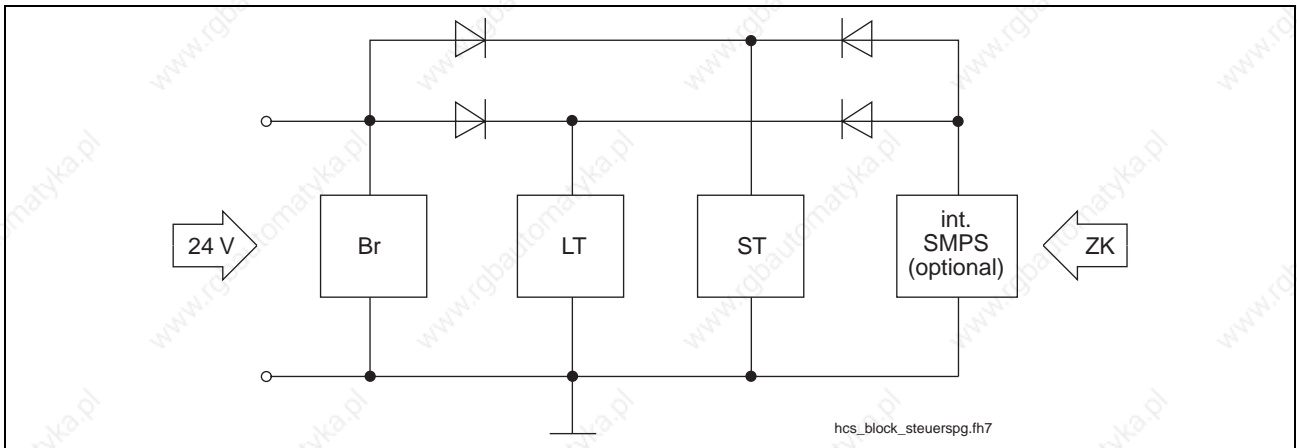 24 V
Br
LT
ST
int.
SMPS
(optional)
ZK
hcs_block_steuerspg.fh7
www.rgbautomatyka.pl